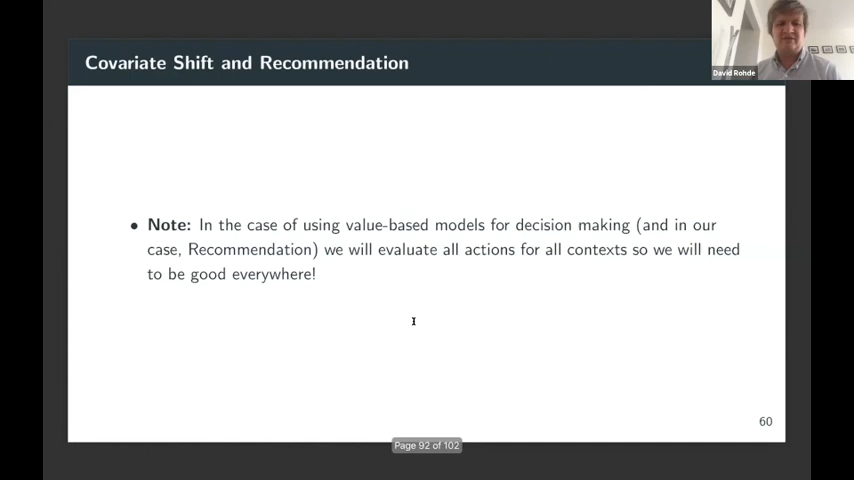 Covariate Shift and Recommendation
David Rohde
• Note: In the case of using value-based models for decision making (and in our
case, Recommendation) we will evaluate all actions for all contexts so we will need
to be good everywhere!
60
Page 92 of 102